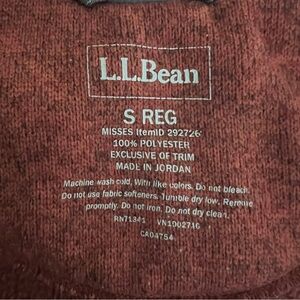 L.L.Bean
S REG
MISSES ItemID 292726
100% POLYESTER
EXCLUSIVE OF TRIM
MADE IN JORDAN
Machine wash cold, With like colors. Do not bleach.
Do not use fabric softeners. Tumble dry low. Remove
promptly. Do not iron. Do not dry clean.
RN71341 VN1002716
CA04754